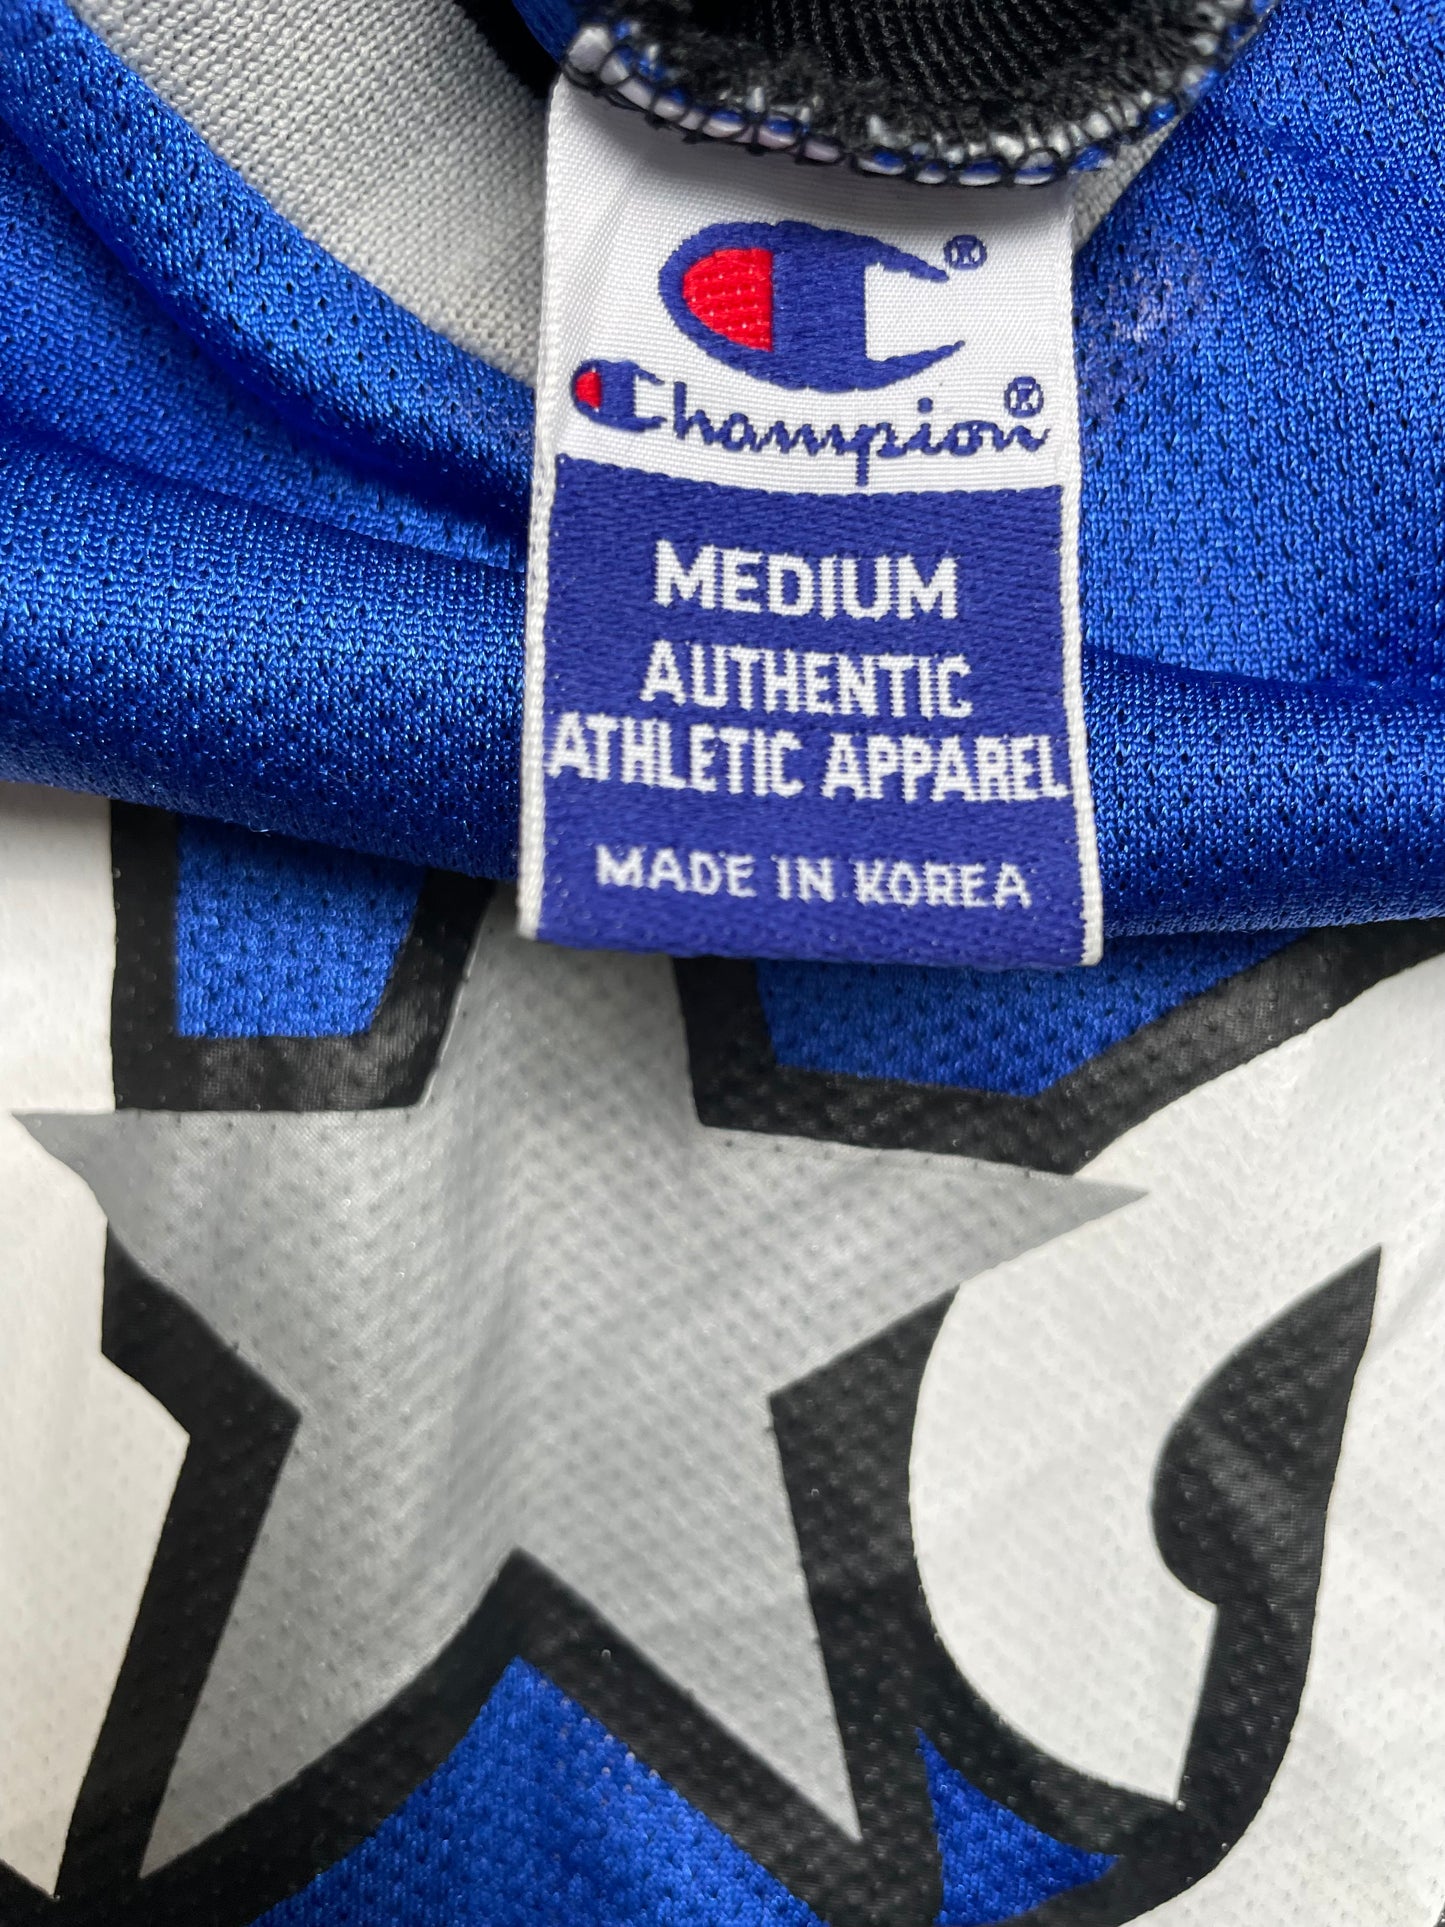 Champion
MEDIUM
AUTHENTIC
ATHLETIC APPAREL
MADE IN KOREA